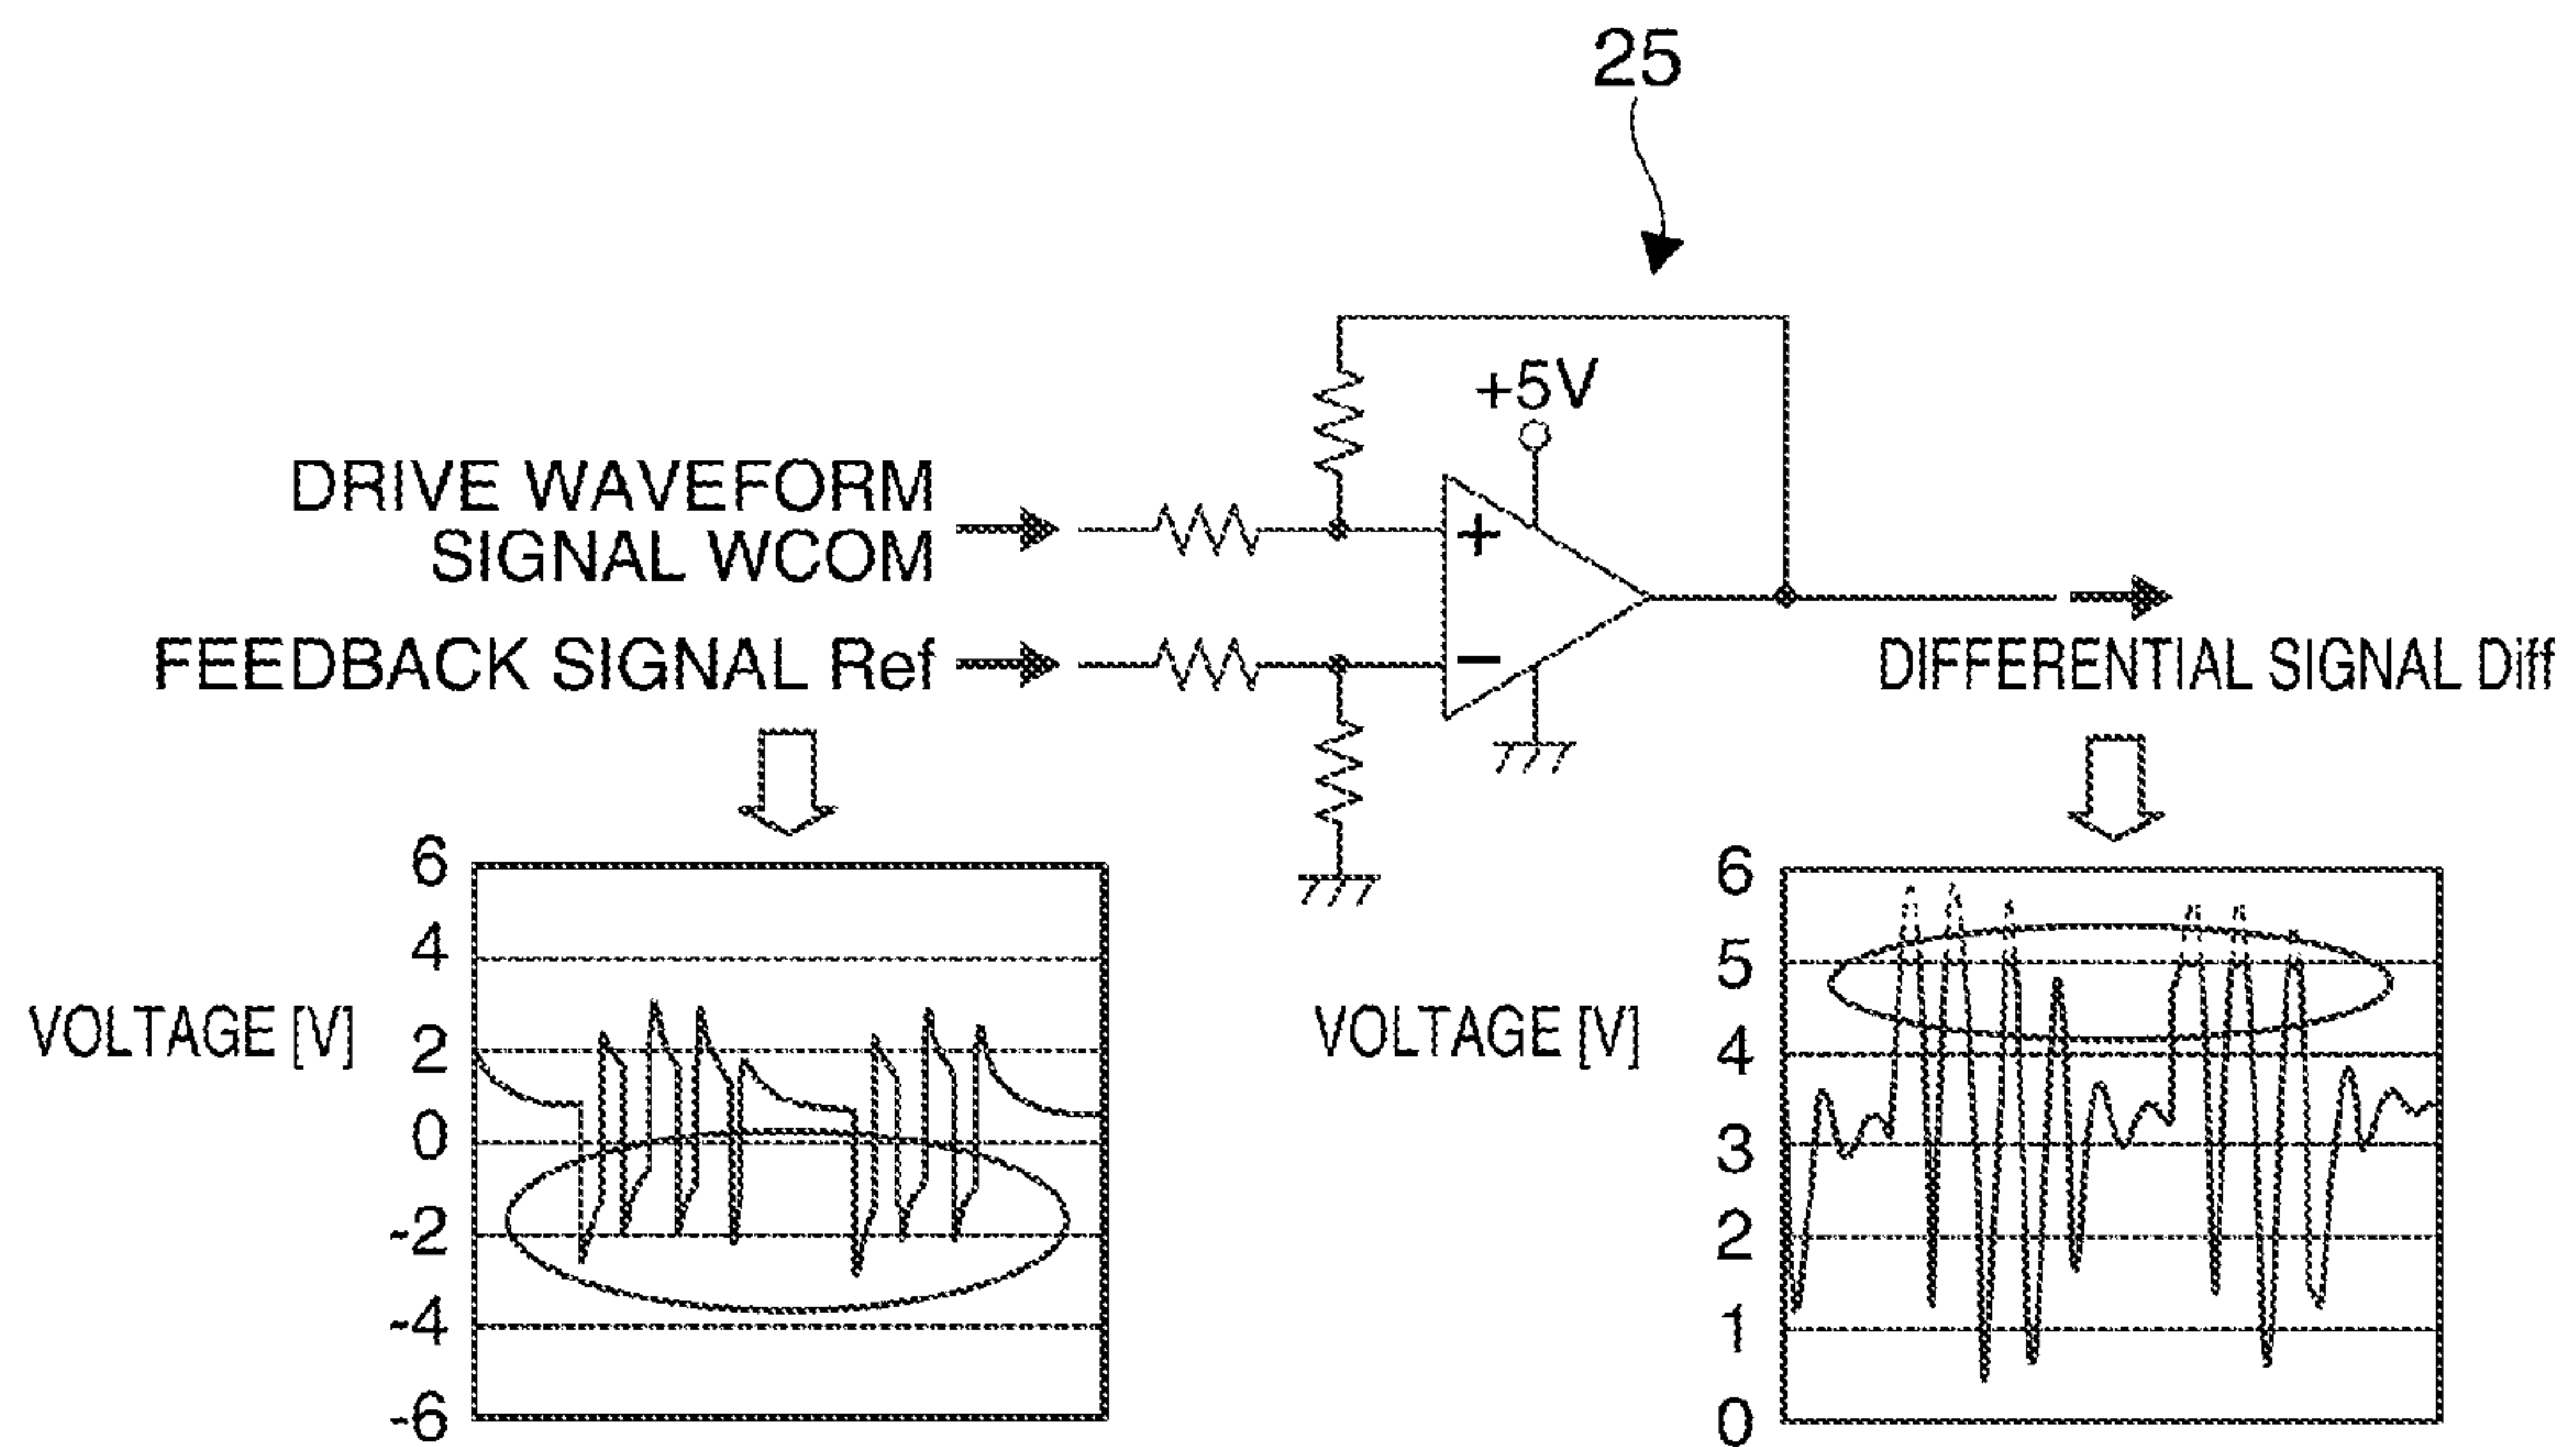 25
+5V
DRIVE WAVEFORM
SIGNAL WCOM
+
FEEDBACK SIGNAL Ref
−
DIFFERENTIAL SIGNAL Diff
VOLTAGE [V]
6
4
2
0
-2
-4
-6
VOLTAGE [V]
6
5
4
3
2
1
0